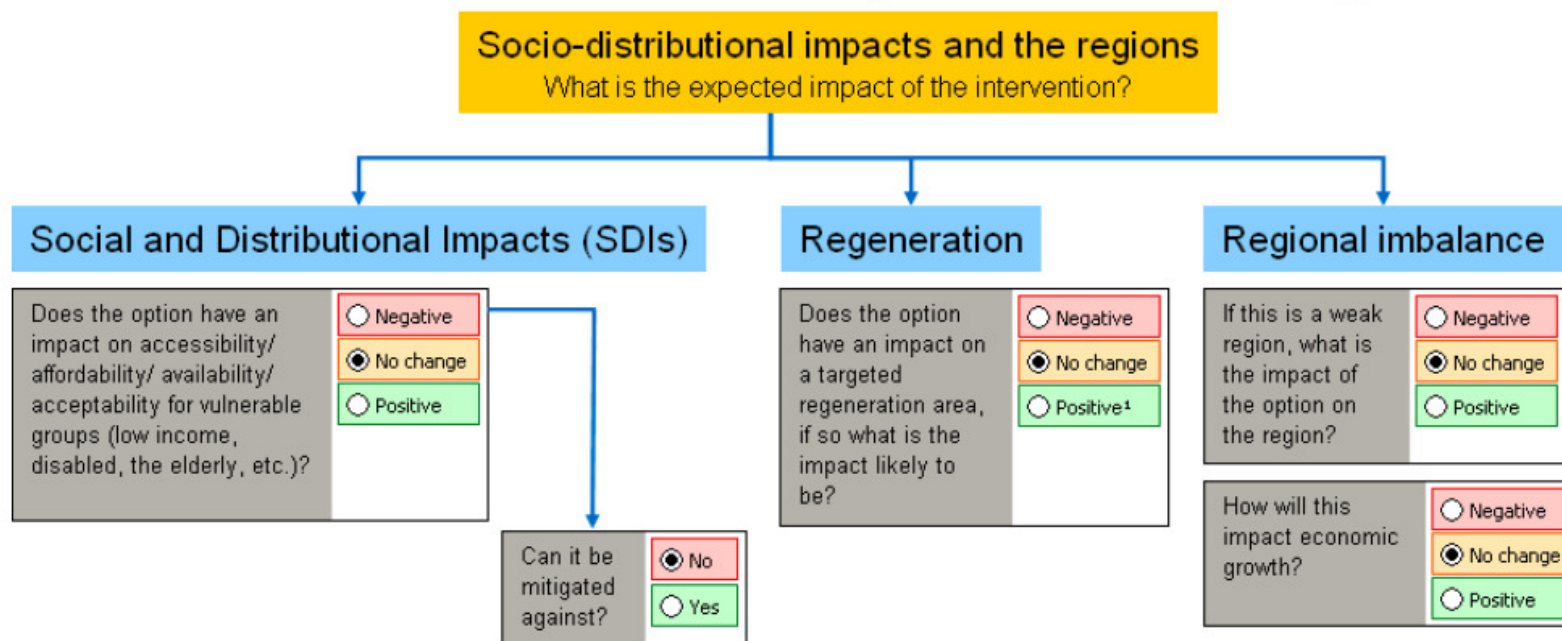 Socio-distributional impacts and the regions
What is the expected impact of the intervention?
Social and Distributional Impacts (SDIs)
Does the option have an
impact on accessibility/
affordability/ availability/
acceptability for vulnerable
groups (low income,
disabled, the elderly, etc.)?
Negative
No change
Positive
Can it be
mitigated
against?
No
Yes
Regeneration
Does the option
have an impact on
a targeted
regeneration area,
if so what is the
impact likely to
be?
Negative
No change
Positive¹
Regional imbalance
If this is a weak
region, what is
the impact of
the option on
the region?
Negative
No change
Positive
How will this
impact economic
growth?
Negative
No change
Positive